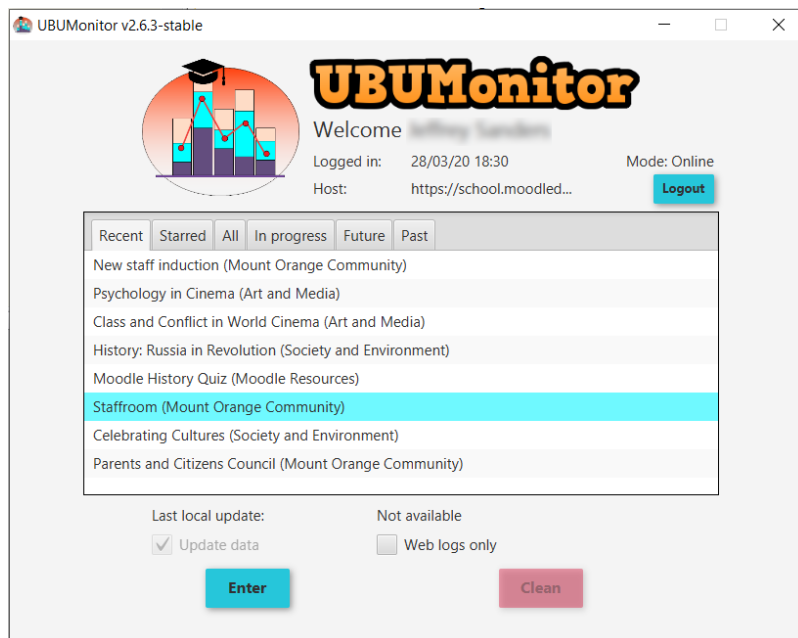 UBUMonitor v2.6.3-stable
UBUMonitor
Welcome
Logged in: 28/03/20 18:30 Mode: Online
Host: https://school.moodled... Logout
Recent Starred All In progress Future Past
New staff induction (Mount Orange Community)
Psychology in Cinema (Art and Media)
Class and Conflict in World Cinema (Art and Media)
History: Russia in Revolution (Society and Environment)
Moodle History Quiz (Moodle Resources)
Staffroom (Mount Orange Community)
Celebrating Cultures (Society and Environment)
Parents and Citizens Council (Mount Orange Community)
Last local update: Not available
Update data Web logs only
Enter Clean